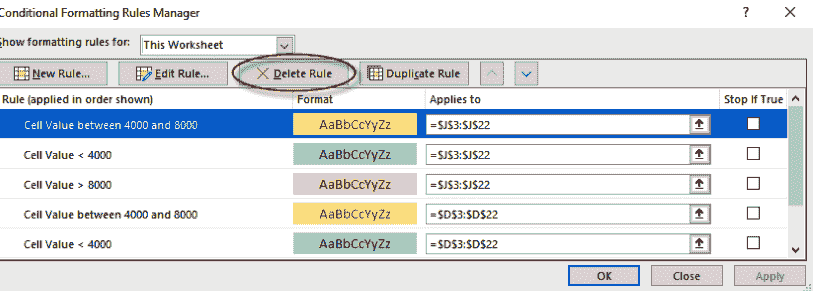 Conditional Formatting Rules Manager ? ×
Show formatting rules for: This Worksheet
New Rule... Edit Rule... Delete Rule Duplicate Rule
Rule (applied in order shown) Format Applies to Stop If True
Cell Value between 4000 and 8000 AaBbCcYyZz =$J$3:$J$22
Cell Value < 4000 AaBbCcYyZz =$J$3:$J$22
Cell Value > 8000 AaBbCcYyZz =$J$3:$J$22
Cell Value between 4000 and 8000 AaBbCcYyZz =$D$3:$D$22
Cell Value < 4000 AaBbCcYyZz =$D$3:$D$22
OK Close Apply